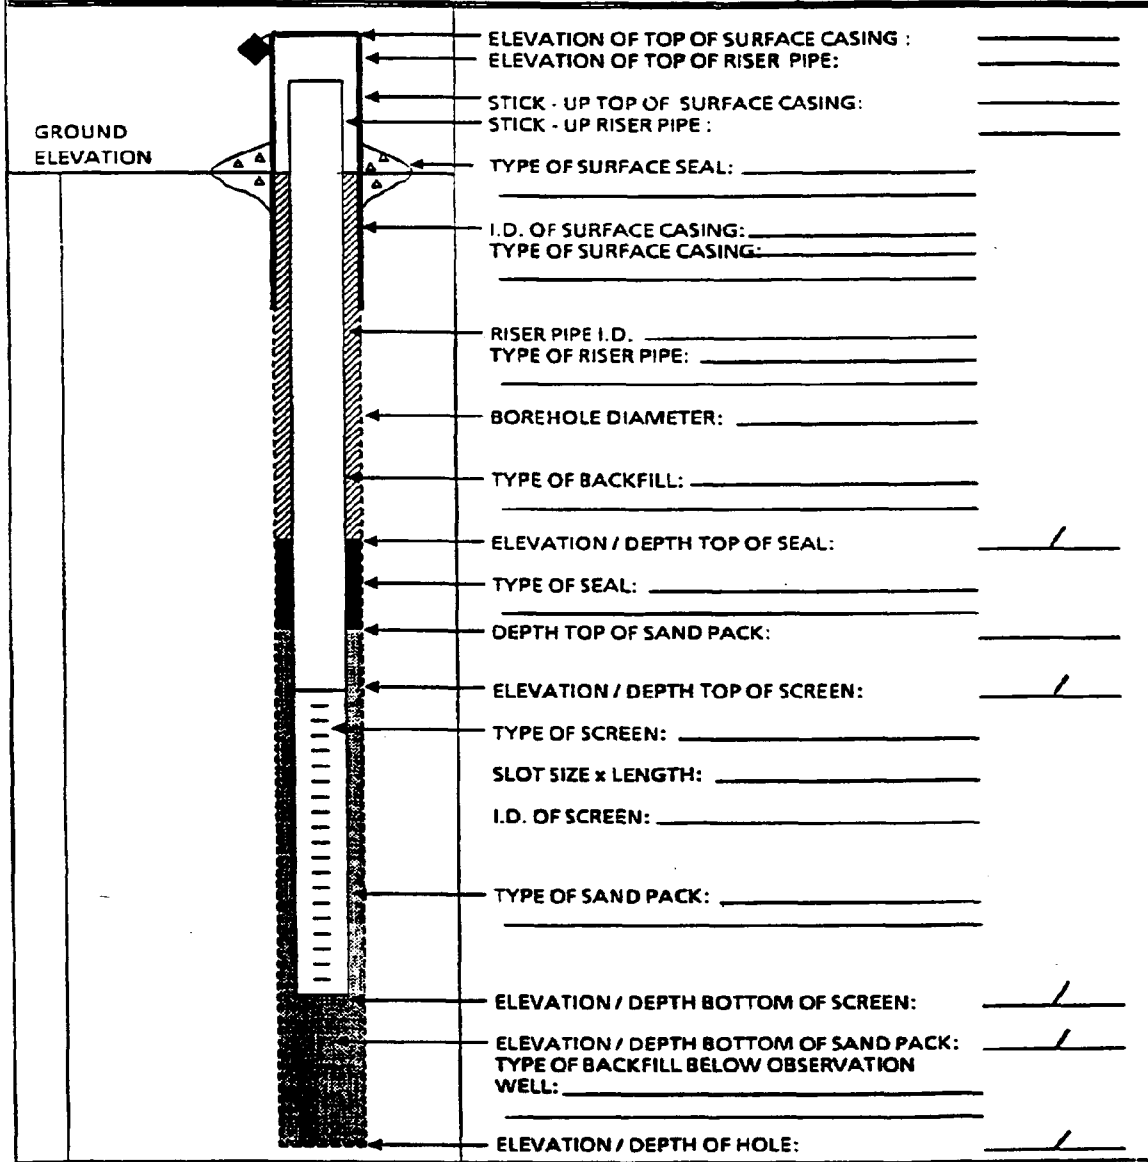 ELEVATION OF TOP OF SURFACE CASING :
ELEVATION OF TOP OF RISER PIPE:
STICK - UP TOP OF SURFACE CASING:
STICK - UP RISER PIPE :
GROUND
ELEVATION
TYPE OF SURFACE SEAL:
I.D. OF SURFACE CASING:
TYPE OF SURFACE CASING:
RISER PIPE I.D.
TYPE OF RISER PIPE:
BOREHOLE DIAMETER:
TYPE OF BACKFILL:
ELEVATION / DEPTH TOP OF SEAL: /
TYPE OF SEAL:
DEPTH TOP OF SAND PACK:
ELEVATION / DEPTH TOP OF SCREEN: /
TYPE OF SCREEN:
SLOT SIZE x LENGTH:
I.D. OF SCREEN:
TYPE OF SAND PACK:
ELEVATION / DEPTH BOTTOM OF SCREEN: /
ELEVATION / DEPTH BOTTOM OF SAND PACK: /
TYPE OF BACKFILL BELOW OBSERVATION
WELL:
ELEVATION / DEPTH OF HOLE: /